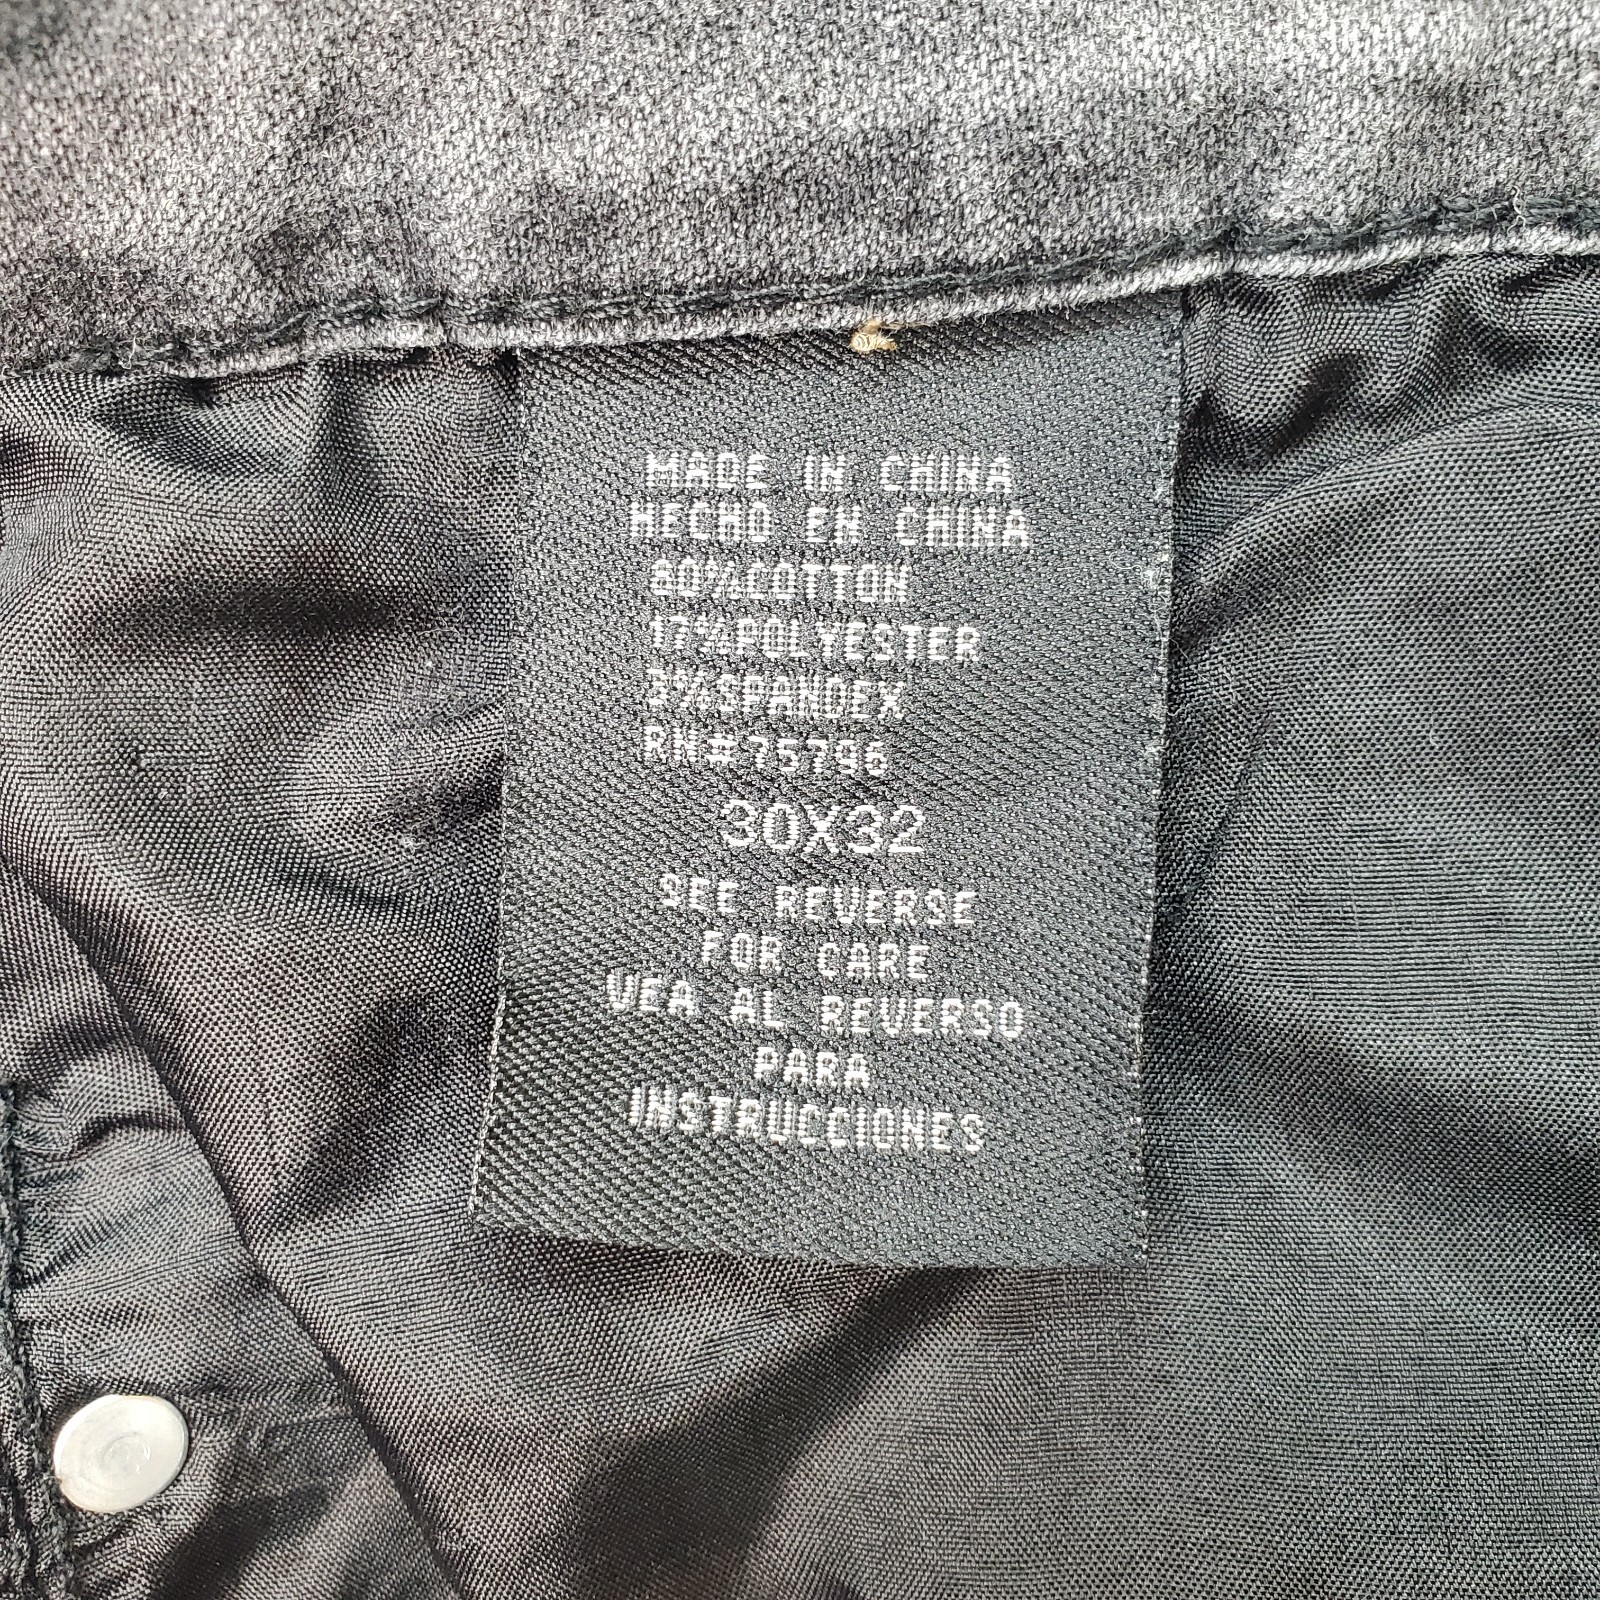 MADE IN CHINA
HECHO EN CHINA
80%COTTON
17%POLYESTER
3%SPANDEX
RN#75796
30X32
SEE REVERSE
FOR CARE
VEA AL REVERSO
PARA
INSTRUCCIONES